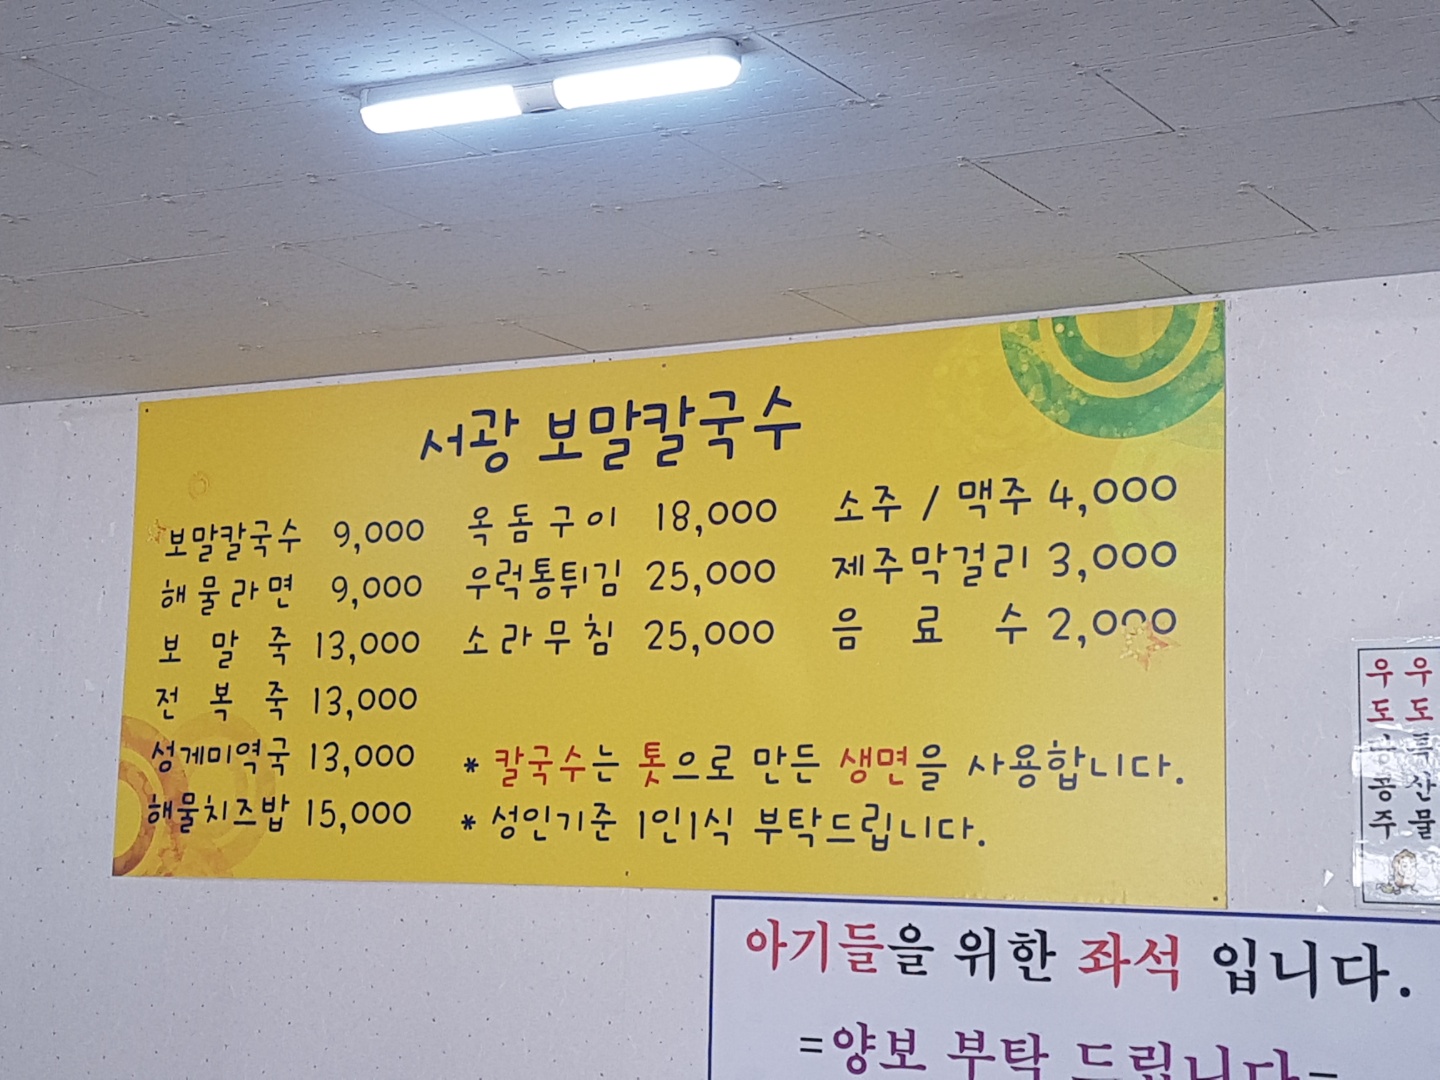 서광 보말칼국수
보말칼국수 9,000
해물라면 9,000
보말죽 13,000
전복죽 13,000
성게미역국 13,000
해물치즈밥 15,000
옥돔구이 18,000
우럭통튀김 25,000
소라무침 25,000
소주 / 맥주 4,000
제주막걸리 3,000
음료수 2,000
* 칼국수는 톳으로 만든 생면을 사용합니다.
* 성인기준 1인1식 부탁드립니다.
우도특산물
우도땅콩주
아기들을 위한 좌석 입니다.
=양보 부탁 드립니다=